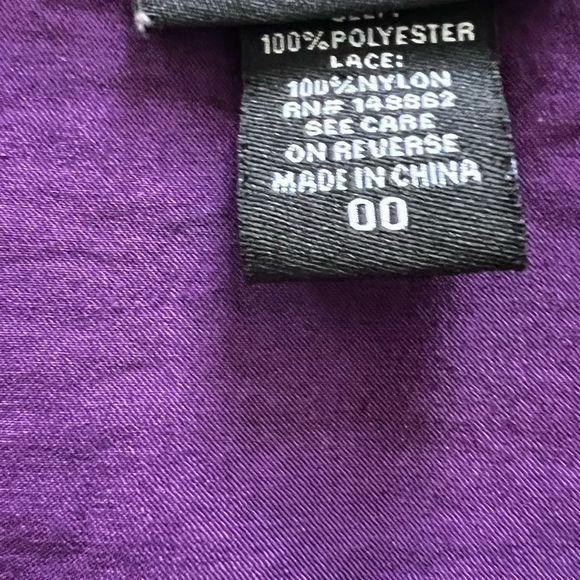 100%POLYESTER
LACE:
100%NYLON
RN# 148862
SEE CARE
ON REVERSE
MADE IN CHINA
00